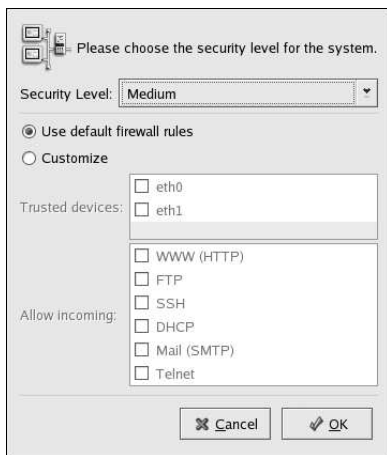 Please choose the security level for the system.
Security Level: Medium
Use default firewall rules
Customize
Trusted devices:
eth0
eth1
Allow incoming:
WWW (HTTP)
FTP
SSH
DHCP
Mail (SMTP)
Telnet
Cancel
OK